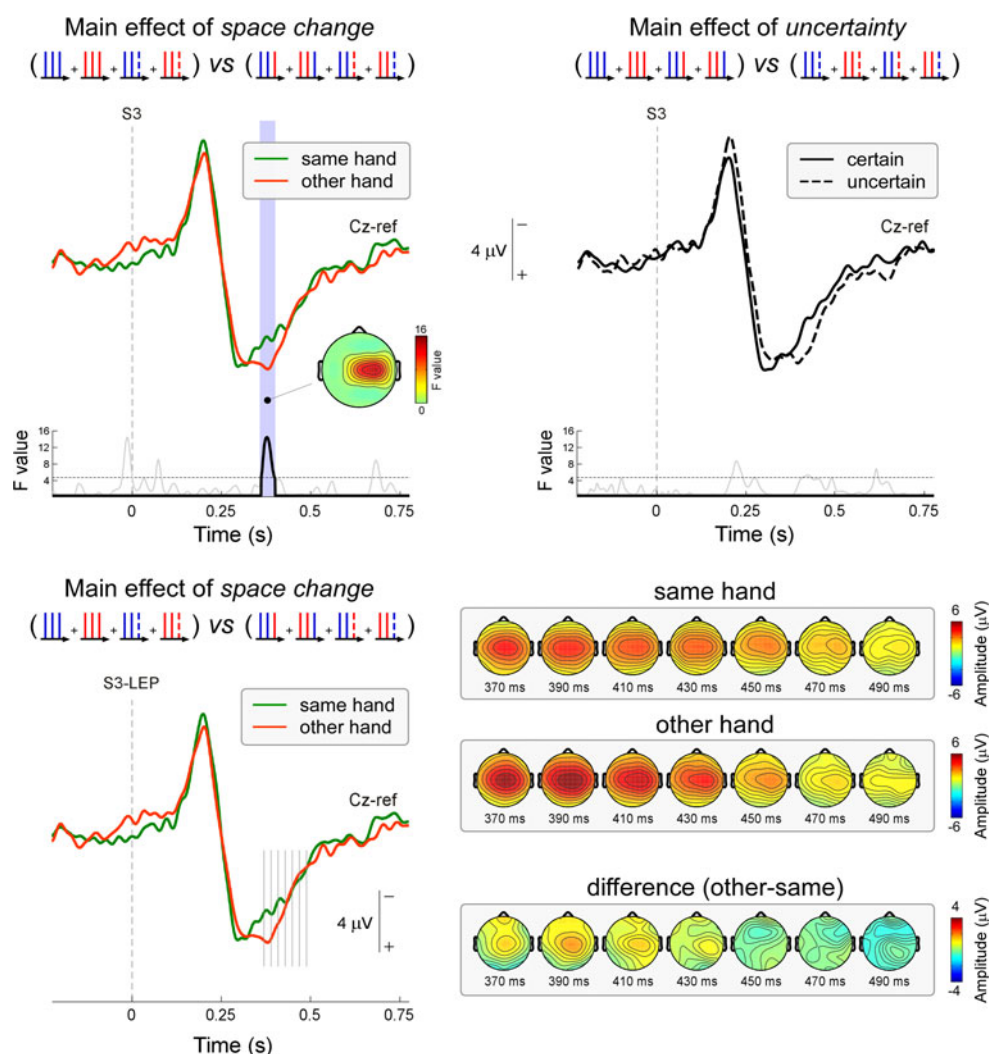 Main effect of space change
( + + + ) vs ( + + + )
S3
same hand
other hand
Cz-ref
16
F value
0
F value
16
12
8
4
0
0.25
0.5
0.75
Time (s)
Main effect of uncertainty
( + + + ) vs ( + + + )
S3
certain
uncertain
Cz-ref
4 μV
−
+
F value
16
12
8
4
0
0.25
0.5
0.75
Time (s)
Main effect of space change
( + + + ) vs ( + + + )
S3-LEP
same hand
other hand
Cz-ref
4 μV
−
+
0
0.25
0.5
0.75
Time (s)
same hand
370 ms 390 ms 410 ms 430 ms 450 ms 470 ms 490 ms
6
-6
Amplitude (μV)
other hand
370 ms 390 ms 410 ms 430 ms 450 ms 470 ms 490 ms
6
-6
Amplitude (μV)
difference (other-same)
370 ms 390 ms 410 ms 430 ms 450 ms 470 ms 490 ms
4
-4
Amplitude (μV)